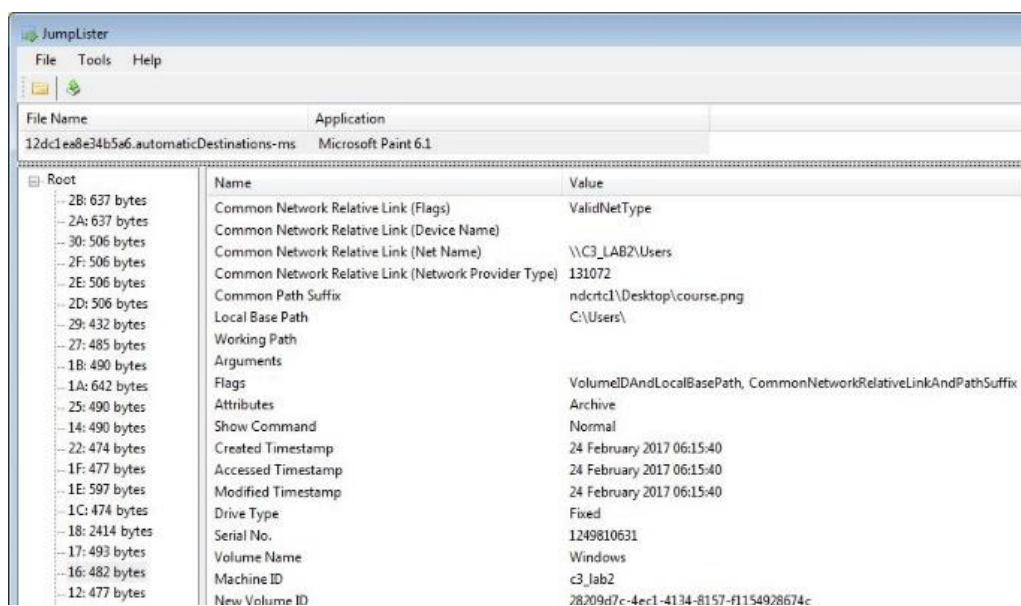 JumpLister
File Tools Help
File Name Application
12dc1ea8e34b5a6.automaticDestinations-ms Microsoft Paint 6.1
Root
2B: 637 bytes
2A: 637 bytes
30: 506 bytes
2F: 506 bytes
2E: 506 bytes
2D: 506 bytes
29: 432 bytes
27: 485 bytes
1B: 490 bytes
1A: 642 bytes
25: 490 bytes
14: 490 bytes
22: 474 bytes
1F: 477 bytes
1E: 597 bytes
1C: 474 bytes
18: 2414 bytes
17: 493 bytes
16: 482 bytes
12: 477 bytes
Name Value
Common Network Relative Link (Flags) ValidNetType
Common Network Relative Link (Device Name)
Common Network Relative Link (Net Name) \\C3_LAB2\Users
Common Network Relative Link (Network Provider Type) 131072
Common Path Suffix ndcrtc1\Desktop\course.png
Local Base Path C:\Users\
Working Path
Arguments
Flags VolumeIDAndLocalBasePath, CommonNetworkRelativeLinkAndPathSuffix
Attributes Archive
Show Command Normal
Created Timestamp 24 February 2017 06:15:40
Accessed Timestamp 24 February 2017 06:15:40
Modified Timestamp 24 February 2017 06:15:40
Drive Type Fixed
Serial No. 1249810631
Volume Name Windows
Machine ID c3_lab2
New Volume ID 28209d7c-4ec1-4134-8157-f1154928674c